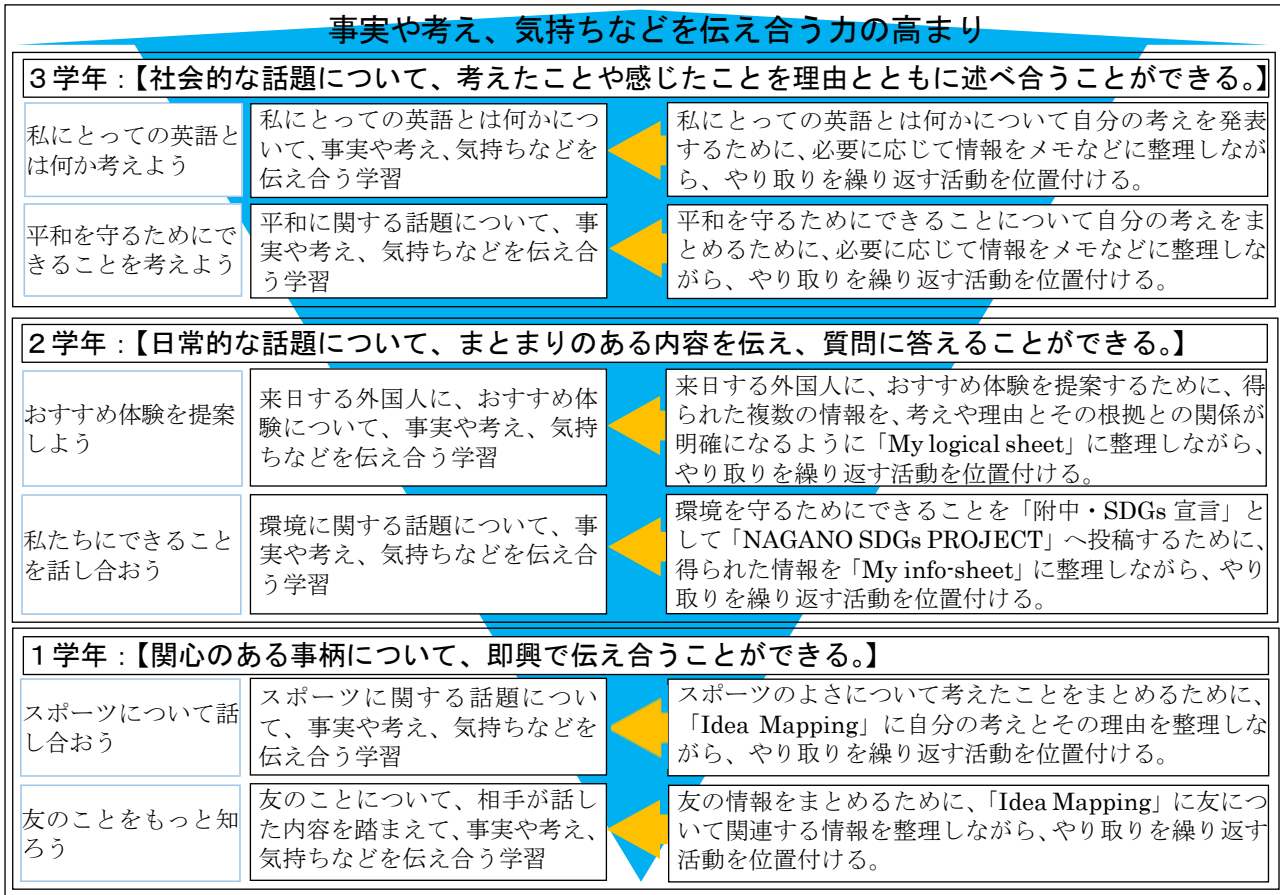 事実や考え、気持ちなどを伝え合う力の高まり
3学年:【社会的な話題について、考えたことや感じたことを理由とともに述べ合うことができる。】
私にとっての英語と
は何か考えよう
私にとっての英語とは何かにつ
いて、事実や考え、気持ちなどを
伝え合う学習
私にとっての英語とは何かについて自分の考えを発表
するために、必要に応じて情報をメモなどに整理しなが
ら、やり取りを繰り返す活動を位置付ける。
平和を守るためにで
きることを考えよう
平和に関する話題について、事
実や考え、気持ちなどを伝え合
う学習
平和を守るためにできることについて自分の考えをま
とめるために、必要に応じて情報をメモなどに整理しな
がら、やり取りを繰り返す活動を位置付ける。
2学年:【日常的な話題について、まとまりのある内容を伝え、質問に答えることができる。】
おすすめ体験を提案
しよう
来日する外国人に、おすすめ体
験について、事実や考え、気持
ちなどを伝え合う学習
来日する外国人に、おすすめ体験を提案するために、得
られた複数の情報を、考えや理由とその根拠との関係が
明確になるように「My logical sheet」に整理しながら、
やり取りを繰り返す活動を位置付ける。
私たちにできること
を話し合おう
環境に関する話題について、事
実や考え、気持ちなどを伝え合
う学習
環境を守るためにできることを「附中・SDGs 宣言」と
して「NAGANO SDGs PROJECT」へ投稿するために、
得られた情報を「My info-sheet」に整理しながら、やり
取りを繰り返す活動を位置付ける。
1学年:【関心のある事柄について、即興で伝え合うことができる。】
スポーツについて話
し合おう
スポーツに関する話題につい
て、事実や考え、気持ちなどを
伝え合う学習
スポーツのよさについて考えたことをまとめるために、
「Idea Mapping」に自分の考えとその理由を整理しな
がら、やり取りを繰り返す活動を位置付ける。
友のことをもっと知
ろう
友のことについて、相手が話し
た内容を踏まえて、事実や考え、
気持ちなどを伝え合う学習
友の情報をまとめるために、「Idea Mapping」に友につ
いて関連する情報を整理しながら、やり取りを繰り返す
活動を位置付ける。